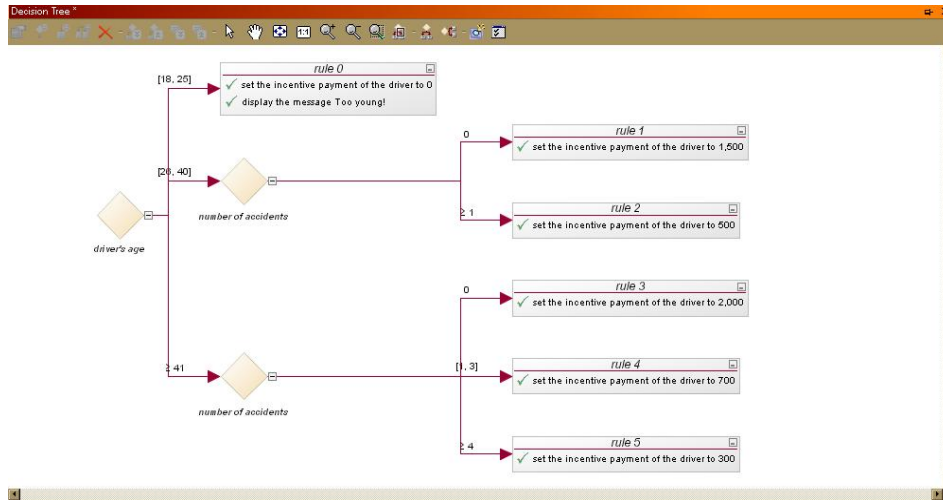 Decision Tree *
1:1
rule 0
[18, 25]
set the incentive payment of the driver to 0
display the message Too young!
rule 1
0
set the incentive payment of the driver to 1,500
[26, 40]
number of accidents
rule 2
≥ 1
set the incentive payment of the driver to 500
driver's age
rule 3
0
set the incentive payment of the driver to 2,000
≥ 41
number of accidents
rule 4
[1, 3]
set the incentive payment of the driver to 700
rule 5
≥ 4
set the incentive payment of the driver to 300